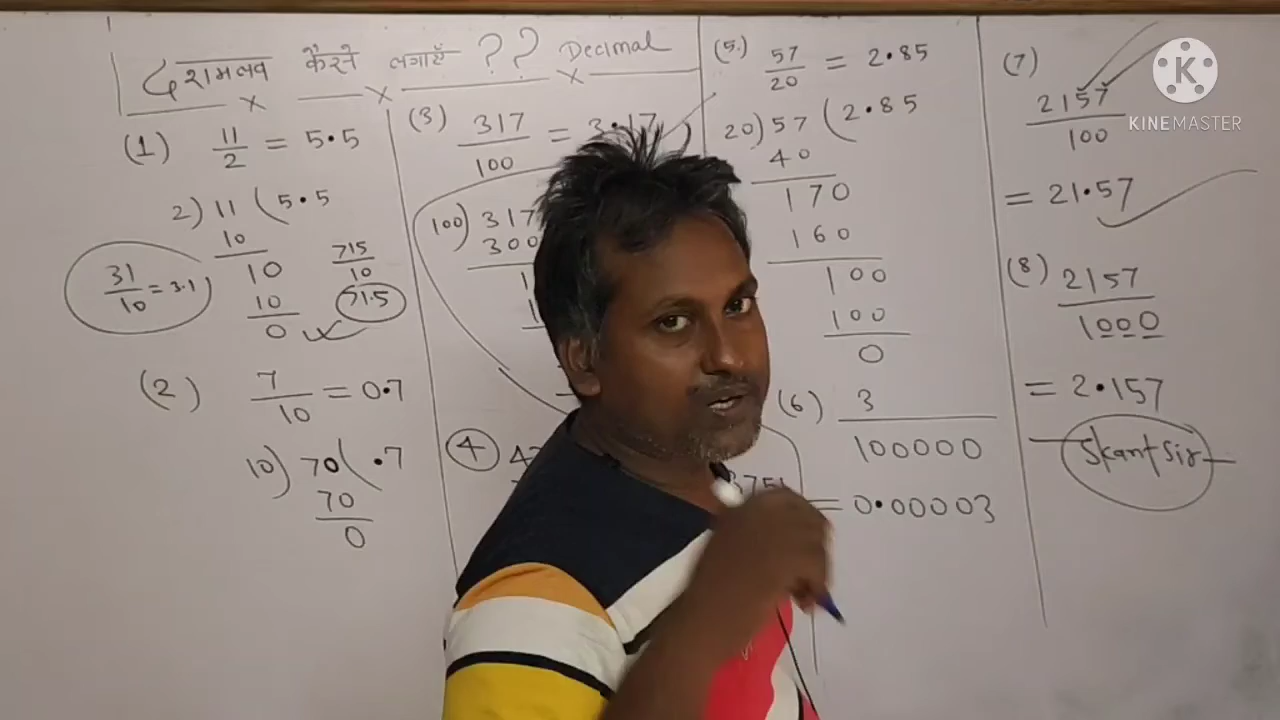 दशमलव कैसे लगाएँ ?? Decimal
(1) 11/2 = 5.5
2) 11 ( 5.5
10
10
10
0
31/10 = 3.1
715/10
71.5
(2) 7/10 = 0.7
10) 70 ( .7
70
0
(3) 317/100 = 3.17
100) 317
300
1
1
4
(5.) 57/20 = 2.85
20) 57 ( 2.85
40
170
160
100
100
0
(6) 3/100000
= 0.00003
(7) 2157/100
= 21.57
(8) 2157/1000
= 2.157
Skant Sir
K
KINEMASTER